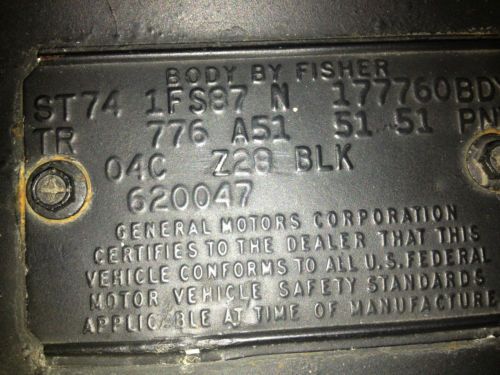 BODY BY FISHER
ST74 1FS87 N 177760BDY
TR 776 A51 51 51 PN
04C Z28 BLK
620047
GENERAL MOTORS CORPORATION
CERTIFIES TO THE DEALER THAT THIS
VEHICLE CONFORMS TO ALL U.S. FEDERAL
MOTOR VEHICLE SAFETY STANDARDS
APPLICABLE AT TIME OF MANUFACTURE